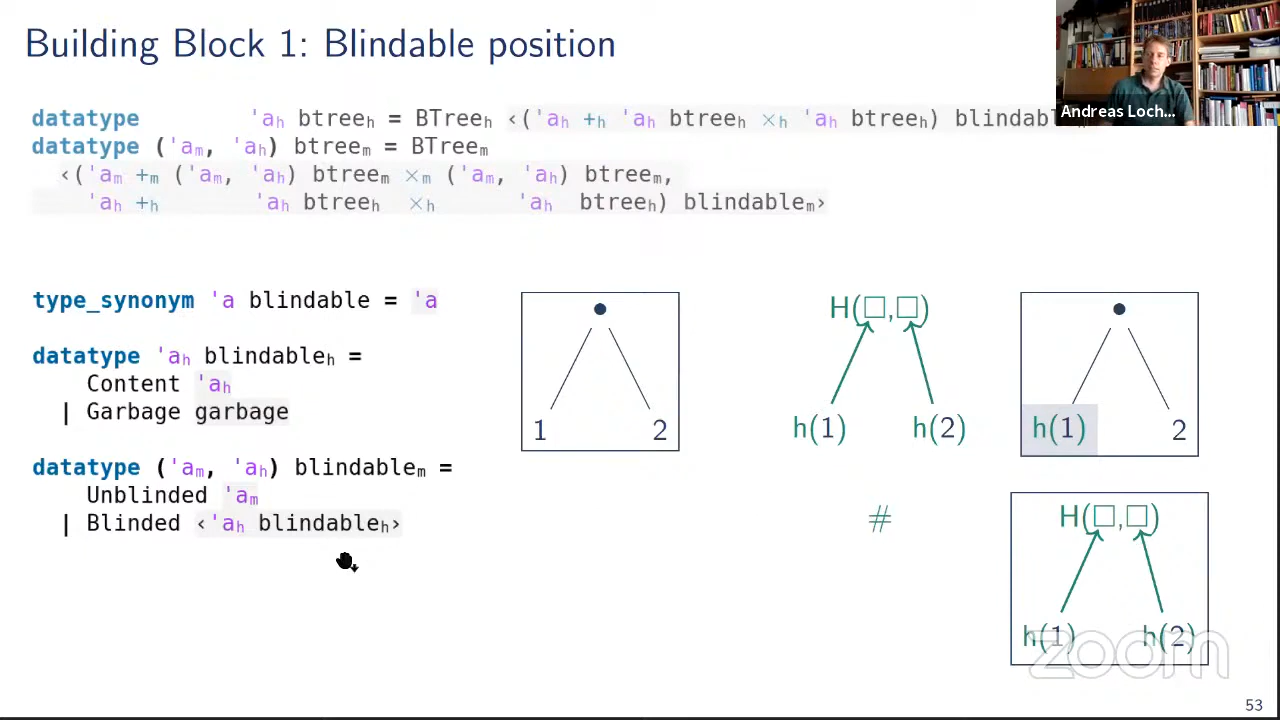 Building Block 1: Blindable position
Andreas Loch...
datatype 'aₕ btreeₕ = BTreeₕ ‹('aₕ +ₕ 'aₕ btreeₕ ×ₕ 'aₕ btreeₕ)
datatype ('aₘ, 'aₕ) btreeₘ = BTreeₘ
‹('aₘ +ₘ ('aₘ, 'aₕ) btreeₘ ×ₘ ('aₘ, 'aₕ) btreeₘ,
'aₕ +ₕ 'aₕ btreeₕ ×ₕ 'aₕ btreeₕ) blindableₘ›
type_synonym 'a blindable = 'a
datatype 'aₕ blindableₕ =
Content 'aₕ
| Garbage garbage
datatype ('aₘ, 'aₕ) blindableₘ =
Unblinded 'aₘ
| Blinded ‹'aₕ blindableₕ›
1 2
H(□,□)
h(1) h(2)
h(1) 2
#
H(□,□)
h(1) h(2)
zoom
53